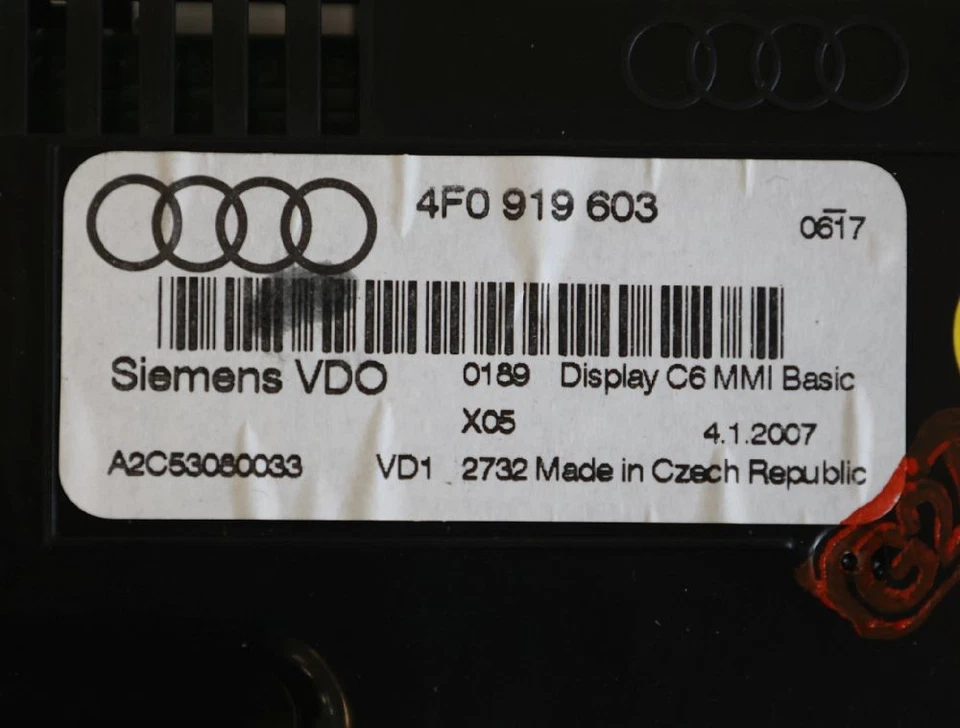 4F0 919 603
0617
Siemens VDO 0189 Display C6 MMI Basic
X05 4.1.2007
A2C53080033 VD1 2732 Made in Czech Republic